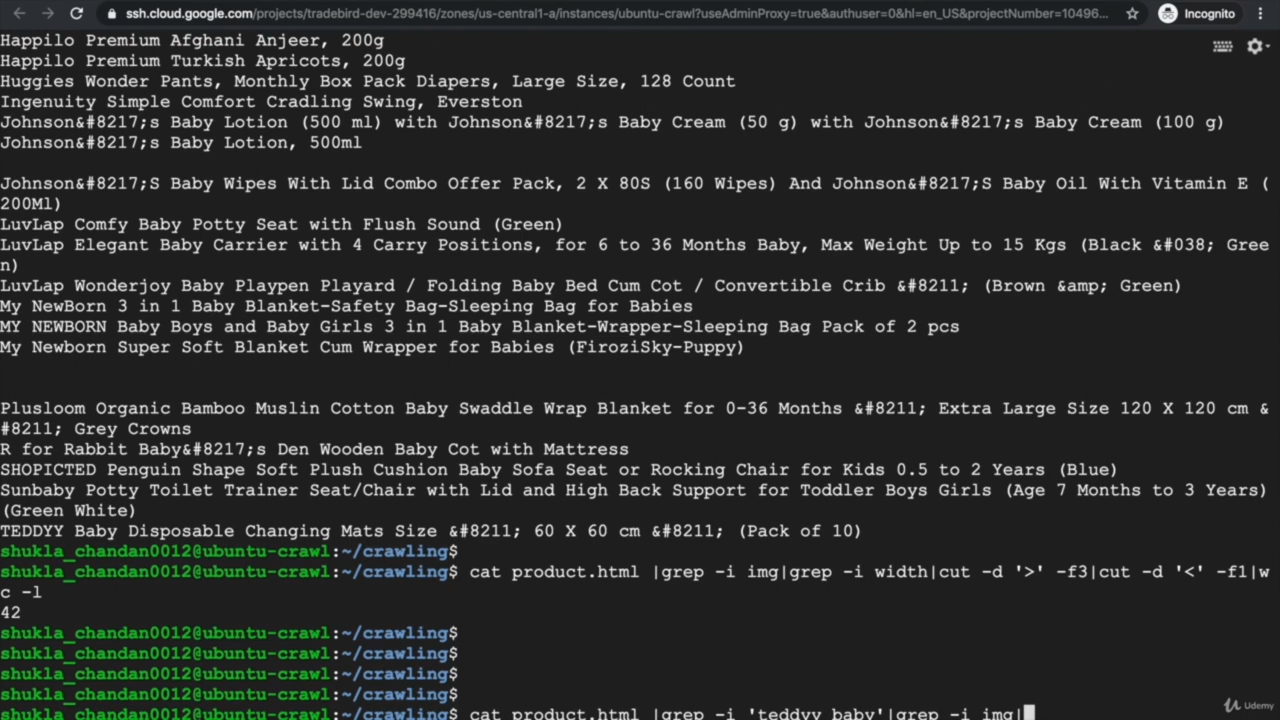 ssh.cloud.google.com/projects/tradebird-dev-299416/zones/us-central1-a/instances/ubuntu-crawl?useAdminProxy=true&authuser=0&hl=en_US&projectNumber=10496... Incognito
Happilo Premium Afghani Anjeer, 200g
Happilo Premium Turkish Apricots, 200g
Huggies Wonder Pants, Monthly Box Pack Diapers, Large Size, 128 Count
Ingenuity Simple Comfort Cradling Swing, Everston
Johnson&#8217;s Baby Lotion (500 ml) with Johnson&#8217;s Baby Cream (50 g) with Johnson&#8217;s Baby Cream (100 g)
Johnson&#8217;s Baby Lotion, 500ml
Johnson&#8217;S Baby Wipes With Lid Combo Offer Pack, 2 X 80S (160 Wipes) And Johnson&#8217;S Baby Oil With Vitamin E (
200Ml)
LuvLap Comfy Baby Potty Seat with Flush Sound (Green)
LuvLap Elegant Baby Carrier with 4 Carry Positions, for 6 to 36 Months Baby, Max Weight Up to 15 Kgs (Black &#038; Gree
n)
LuvLap Wonderjoy Baby Playpen Playard / Folding Baby Bed Cum Cot / Convertible Crib &#8211; (Brown &amp; Green)
My NewBorn 3 in 1 Baby Blanket-Safety Bag-Sleeping Bag for Babies
MY NEWBORN Baby Boys and Baby Girls 3 in 1 Baby Blanket-Wrapper-Sleeping Bag Pack of 2 pcs
My Newborn Super Soft Blanket Cum Wrapper for Babies (FiroziSky-Puppy)
Plusloom Organic Bamboo Muslin Cotton Baby Swaddle Wrap Blanket for 0-36 Months &#8211; Extra Large Size 120 X 120 cm &
#8211; Grey Crowns
R for Rabbit Baby&#8217;s Den Wooden Baby Cot with Mattress
SHOPICTED Penguin Shape Soft Plush Cushion Baby Sofa Seat or Rocking Chair for Kids 0.5 to 2 Years (Blue)
Sunbaby Potty Toilet Trainer Seat/Chair with Lid and High Back Support for Toddler Boys Girls (Age 7 Months to 3 Years)
(Green White)
TEDDYY Baby Disposable Changing Mats Size &#8211; 60 X 60 cm &#8211; (Pack of 10)
shukla_chandan0012@ubuntu-crawl:~/crawling$
shukla_chandan0012@ubuntu-crawl:~/crawling$ cat product.html |grep -i img|grep -i width|cut -d '>' -f3|cut -d '<' -f1|w
c -l
42
shukla_chandan0012@ubuntu-crawl:~/crawling$
shukla_chandan0012@ubuntu-crawl:~/crawling$
shukla_chandan0012@ubuntu-crawl:~/crawling$
shukla_chandan0012@ubuntu-crawl:~/crawling$
shukla_chandan0012@ubuntu-crawl:~/crawling$ cat product.html |grep -i 'teddyy baby'|grep -i img|
Udemy